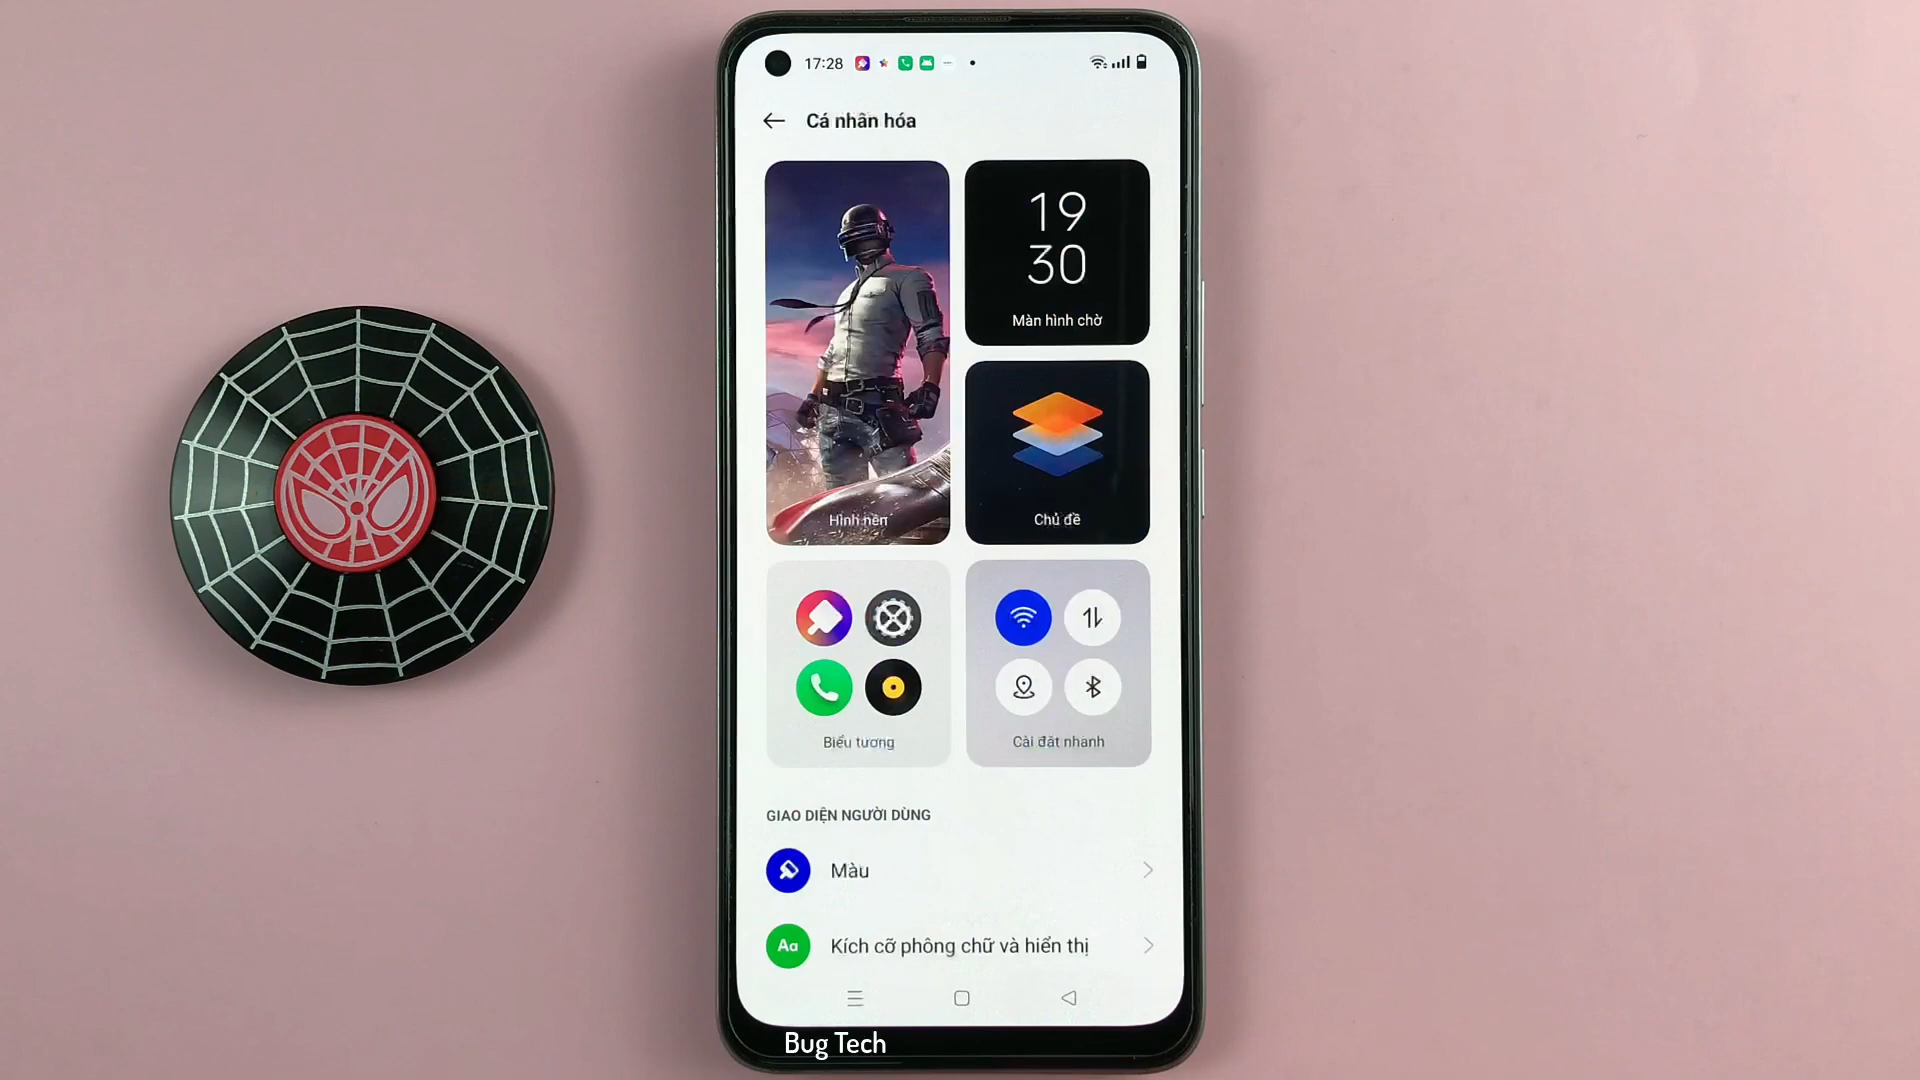 17:28
Cá nhân hóa
19
30
Màn hình chờ
Hình nền
Chủ đề
Biểu tượng
Cài đặt nhanh
GIAO DIỆN NGƯỜI DÙNG
Màu
Aa
Kích cỡ phông chữ và hiển thị
Bug Tech